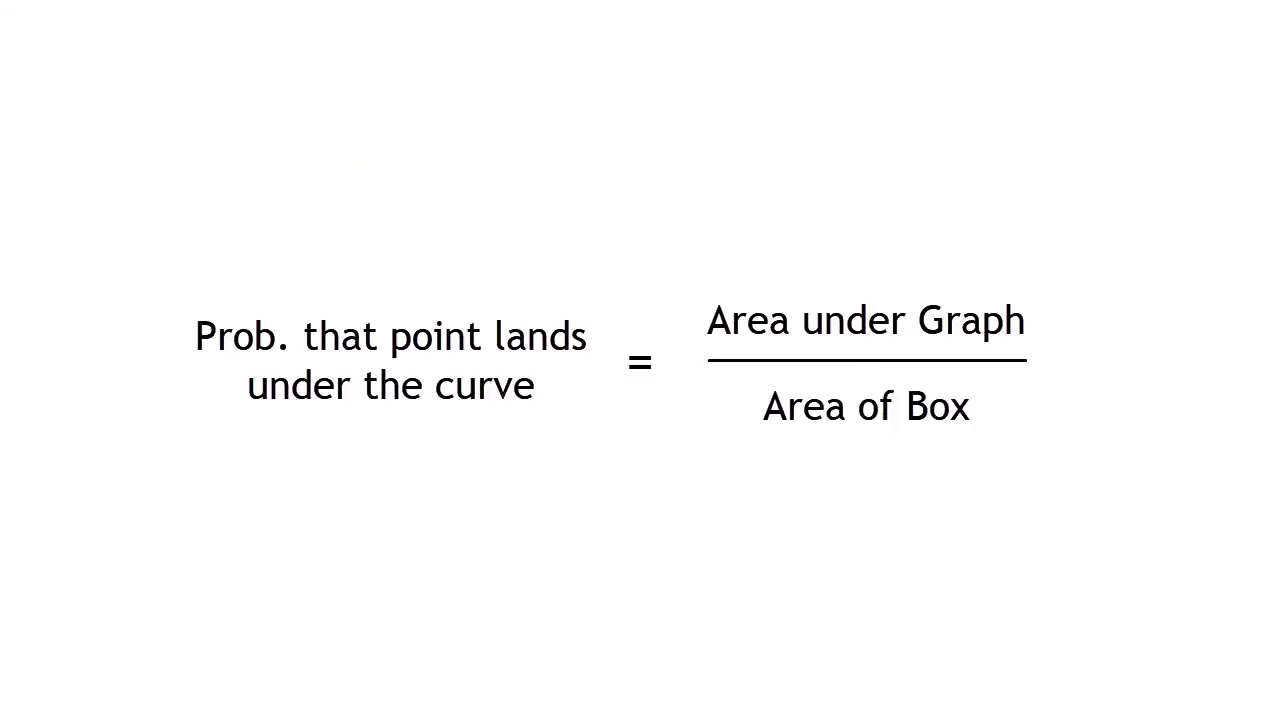 Prob. that point lands
under the curve
=
Area under Graph
Area of Box